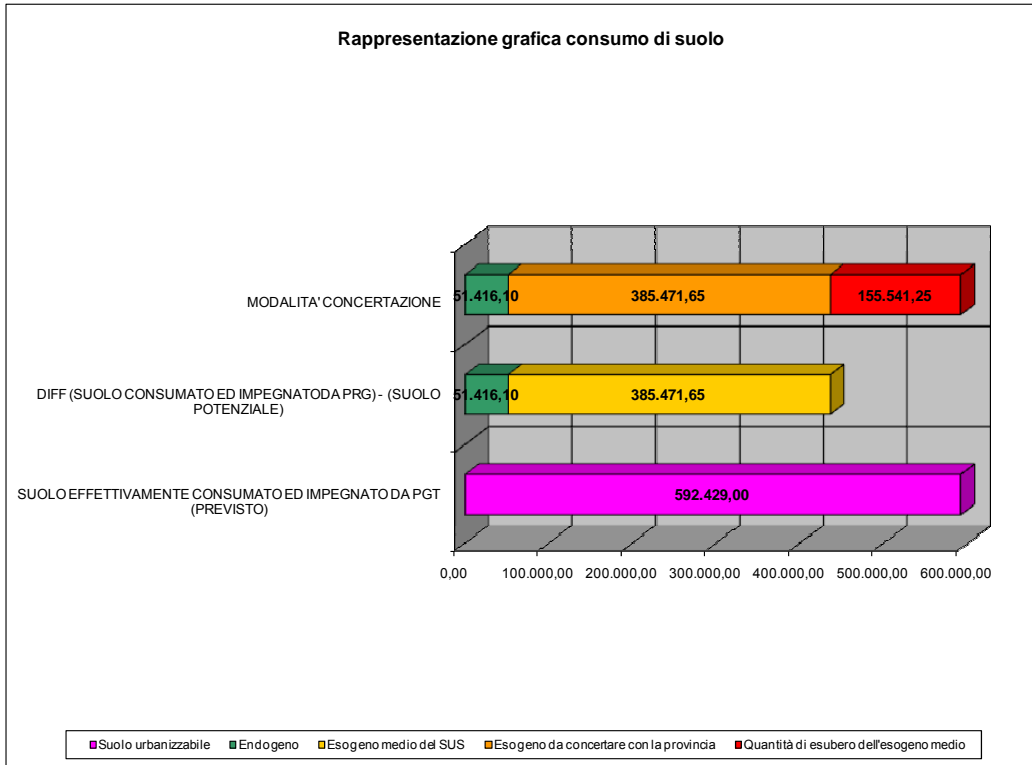 Rappresentazione grafica consumo di suolo
MODALITA' CONCERTAZIONE
51.416,10
385.471,65
155.541,25
DIFF (SUOLO CONSUMATO ED IMPEGNATODA PRG) - (SUOLO
POTENZIALE)
51.416,10
385.471,65
SUOLO EFFETTIVAMENTE CONSUMATO ED IMPEGNATO DA PGT
(PREVISTO)
592.429,00
0,00 100.000,00 200.000,00 300.000,00 400.000,00 500.000,00 600.000,00
Suolo urbanizzabile Endogeno Esogeno medio del SUS Esogeno da concertare con la provincia Quantità di esubero dell'esogeno medio